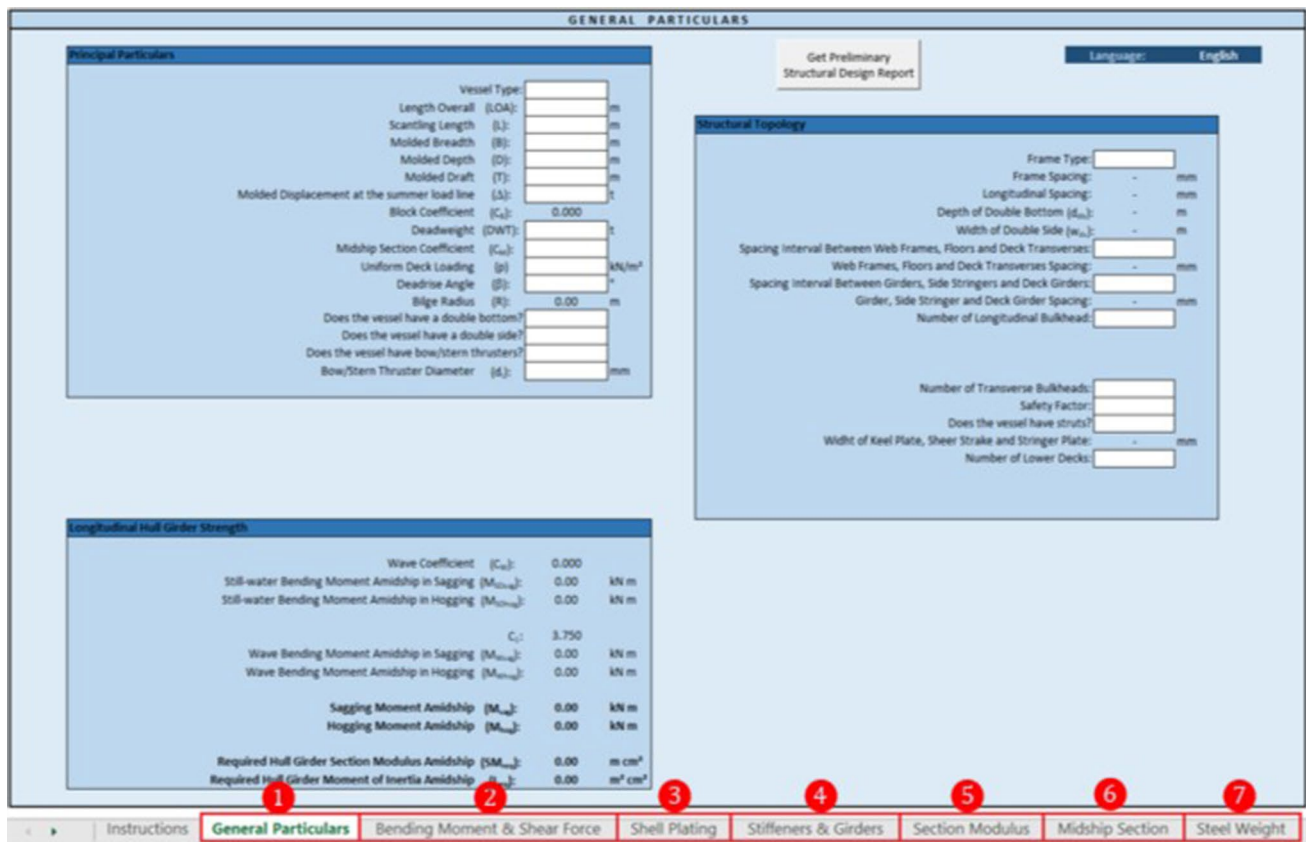 GENERAL PARTICULARS
Principal Particulars
Vessel Type:
Length Overall (LOA): m
Scantling Length (L): m
Molded Breadth (B): m
Molded Depth (D): m
Molded Draft (T): m
Molded Displacement at the summer load line (Δ): t
Block Coefficient (C): 0.000
Deadweight (DWT): t
Midship Section Coefficient
Uniform Deck Loading (p) kN/m²
Deadrise Angle (β): °
Bilge Radius (R): 0.00 m
Does the vessel have a double bottom?
Does the vessel have a double side?
Does the vessel have bow/stern thrusters?
Bow/Stern Thruster Diameter mm
Get Preliminary
Structural Design Report
Language: English
Structural Topology
Frame Type:
Frame Spacing: - mm
Longitudinal Spacing: - mm
Depth of Double Bottom - m
Width of Double Side - m
Spacing Interval Between Web Frames, Floors and Deck Transverses:
Web Frames, Floors and Deck Transverses Spacing: - mm
Spacing Interval Between Girders, Side Stringers and Deck Girders:
Girder, Side Stringer and Deck Girder Spacing: - mm
Number of Longitudinal Bulkhead:
Number of Transverse Bulkheads:
Safety Factor:
Does the vessel have struts?
Widht of Keel Plate, Sheer Strake and Stringer Plate: - mm
Number of Lower Decks:
Longitudinal Hull Girder Strength
Wave Coefficient 0.000
Still-water Bending Moment Amidship in Sagging 0.00 kN m
Still-water Bending Moment Amidship in Hogging 0.00 kN m
3.750
Wave Bending Moment Amidship in Sagging 0.00 kN m
Wave Bending Moment Amidship in Hogging 0.00 kN m
Sagging Moment Amidship 0.00 kN m
Hogging Moment Amidship 0.00 kN m
Required Hull Girder Section Modulus Amidship 0.00 m cm²
Required Hull Girder Moment of Inertia Amidship 0.00 m² cm²
1 2 3 4 5 6 7
Instructions General Particulars Bending Moment & Shear Force Shell Plating Stiffeners & Girders Section Modulus Midship Section Steel Weight